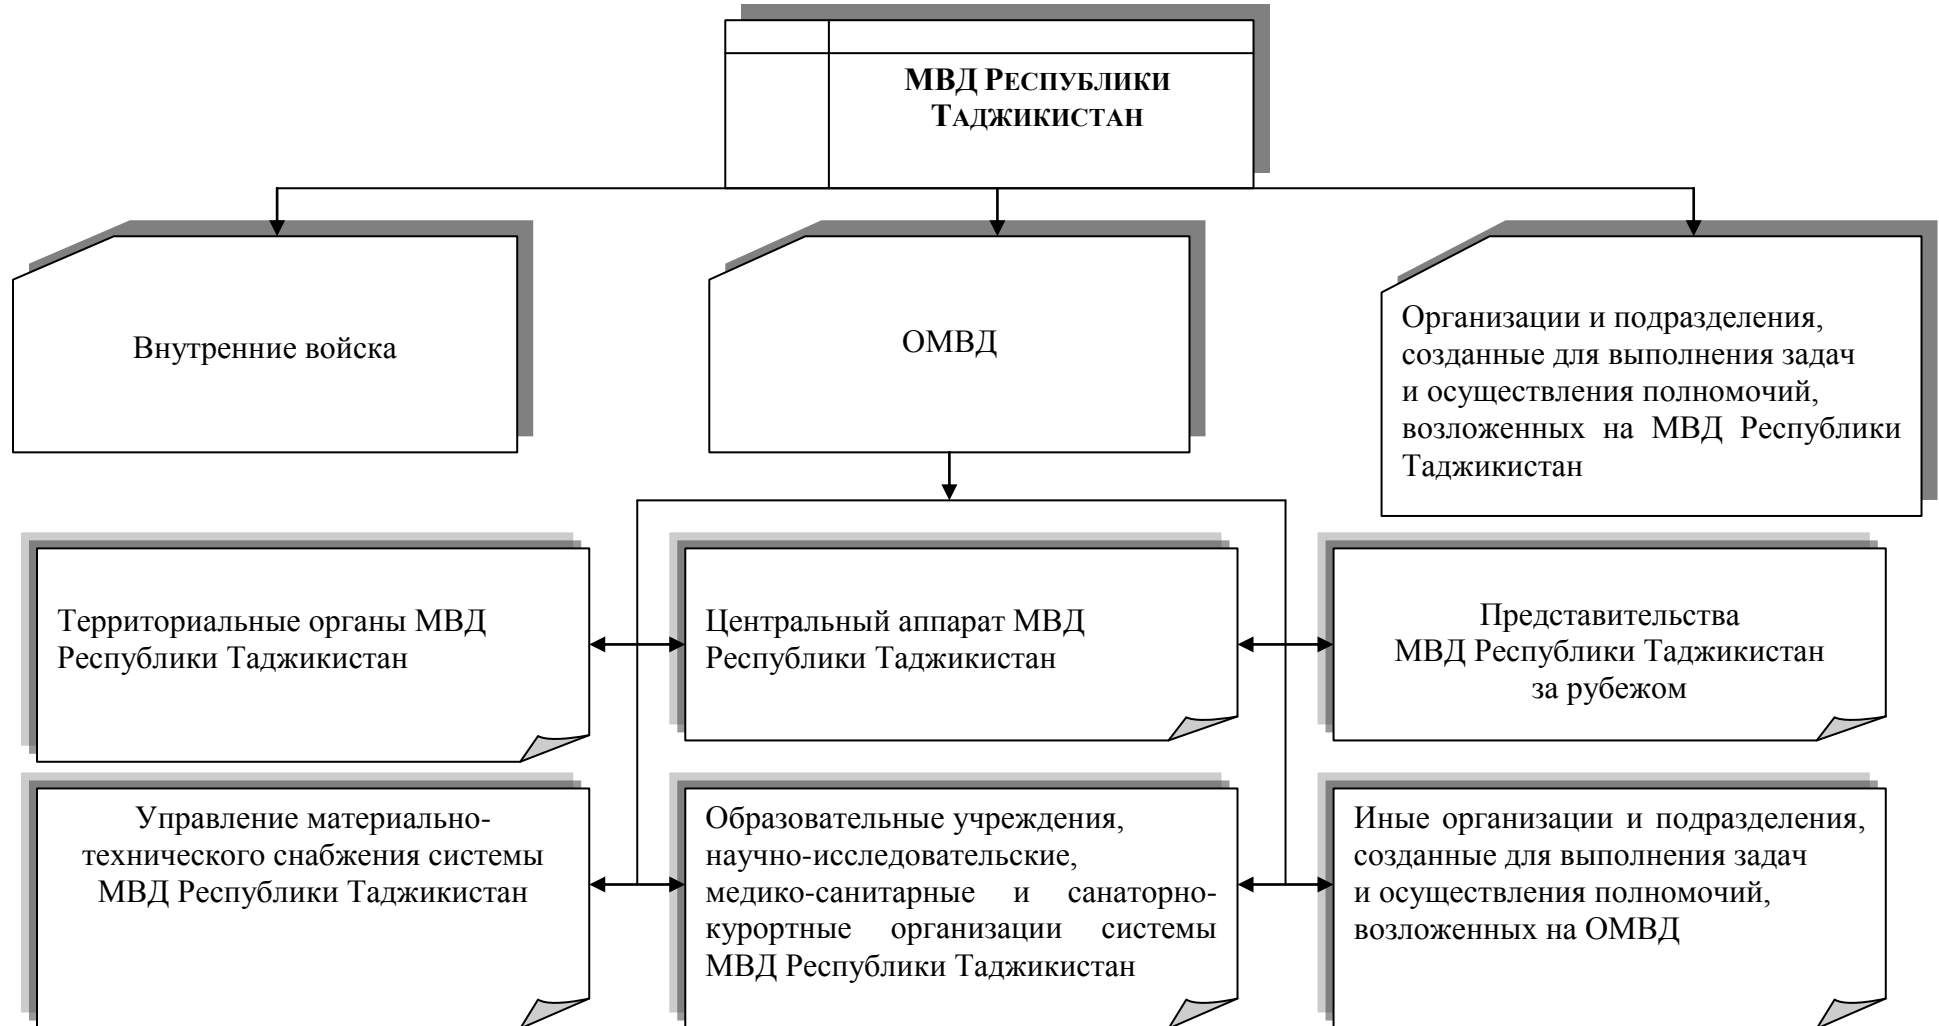 МВД РЕСПУБЛИКИ
ТАДЖИКИСТАН
Внутренние войска
ОМВД
Организации и подразделения,
созданные для выполнения задач
и осуществления полномочий,
возложенных на МВД Республики
Таджикистан
Территориальные органы МВД
Республики Таджикистан
Центральный аппарат МВД
Республики Таджикистан
Представительства
МВД Республики Таджикистан
за рубежом
Управление материально-
технического снабжения системы
МВД Республики Таджикистан
Образовательные учреждения,
научно-исследовательские,
медико-санитарные и санаторно-
курортные организации системы
МВД Республики Таджикистан
Иные организации и подразделения,
созданные для выполнения задач
и осуществления полномочий,
возложенных на ОМВД